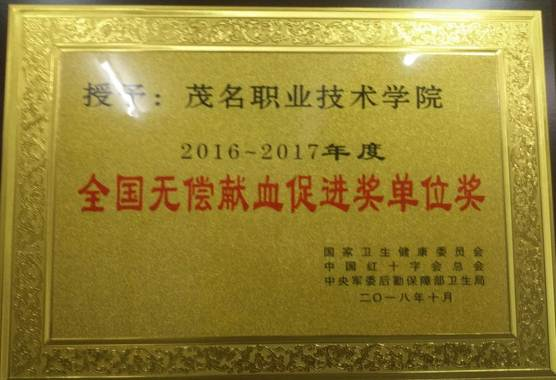 授予：茂名职业技术学院
2016~2017年度
全国无偿献血促进奖单位奖
国家卫生健康委员会
中国红十字会总会
中央军委后勤保障部卫生局
二〇一八年十月